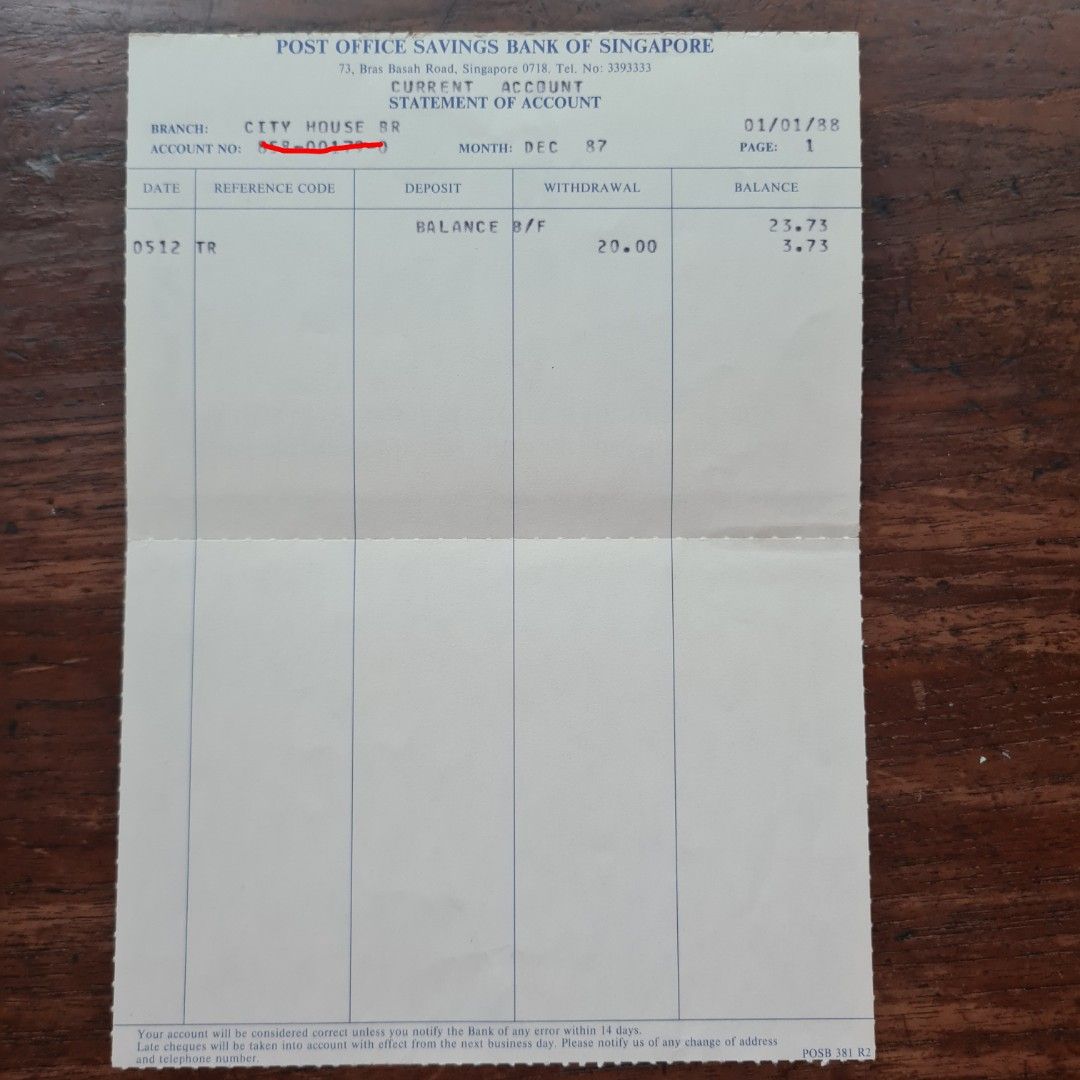 POST OFFICE SAVINGS BANK OF SINGAPORE
73, Bras Basah Road, Singapore 0718. Tel. No: 3393333
CURRENT ACCOUNT
STATEMENT OF ACCOUNT
BRANCH: CITY HOUSE BR 01/01/88
ACCOUNT NO: MONTH: DEC 87 PAGE: 1
DATE REFERENCE CODE DEPOSIT WITHDRAWAL BALANCE
BALANCE B/F 23.73
0512 TR 20.00 3.73
Your account will be considered correct unless you notify the Bank of any error within 14 days.
Late cheques will be taken into account with effect from the next business day. Please notify us of any change of address
and telephone number. POSB 381 R2